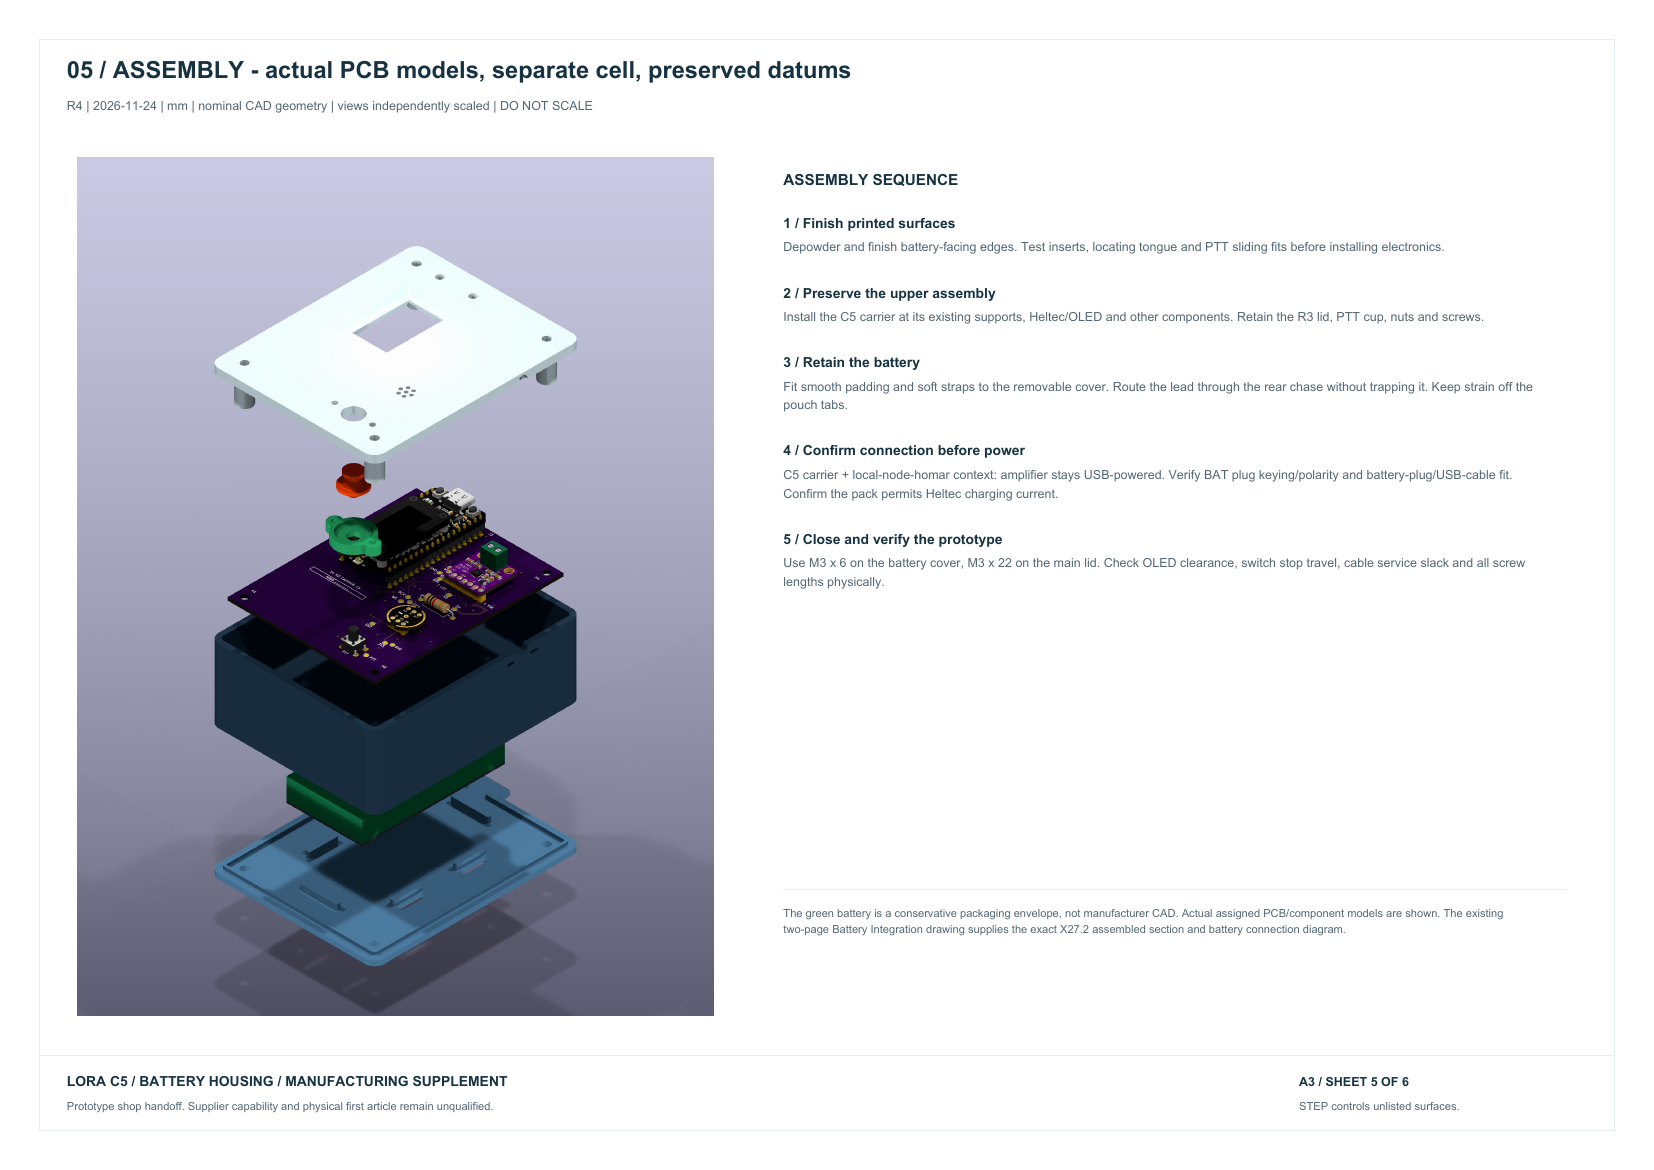 05 / ASSEMBLY - actual PCB models, separate cell, preserved datums
R4 | 2026-11-24 | mm | nominal CAD geometry | views independently scaled | DO NOT SCALE
ASSEMBLY SEQUENCE
1 / Finish printed surfaces
Depowder and finish battery-facing edges. Test inserts, locating tongue and PTT sliding fits before installing electronics.
2 / Preserve the upper assembly
Install the C5 carrier at its existing supports, Heltec/OLED and other components. Retain the R3 lid, PTT cup, nuts and screws.
3 / Retain the battery
Fit smooth padding and soft straps to the removable cover. Route the lead through the rear chase without trapping it. Keep strain off the
pouch tabs.
4 / Confirm connection before power
C5 carrier + local-node-homar context: amplifier stays USB-powered. Verify BAT plug keying/polarity and battery-plug/USB-cable fit.
Confirm the pack permits Heltec charging current.
5 / Close and verify the prototype
Use M3 x 6 on the battery cover, M3 x 22 on the main lid. Check OLED clearance, switch stop travel, cable service slack and all screw
lengths physically.
The green battery is a conservative packaging envelope, not manufacturer CAD. Actual assigned PCB/component models are shown. The existing
two-page Battery Integration drawing supplies the exact X27.2 assembled section and battery connection diagram.
LORA C5 / BATTERY HOUSING / MANUFACTURING SUPPLEMENT
Prototype shop handoff. Supplier capability and physical first article remain unqualified.
A3 / SHEET 5 OF 6
STEP controls unlisted surfaces.